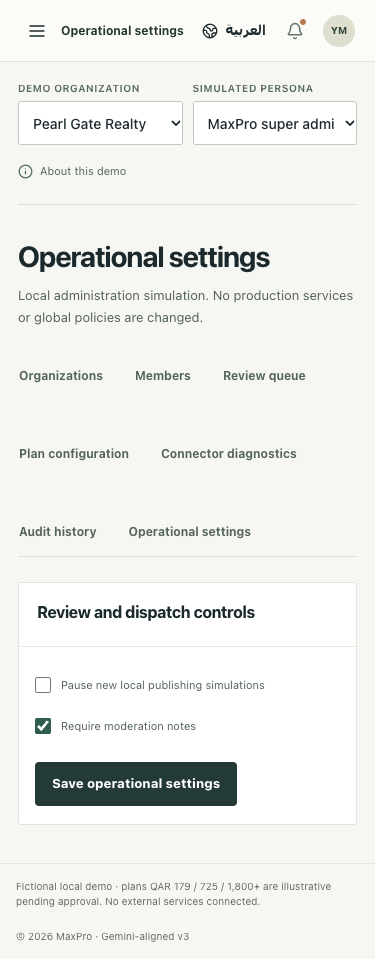 Operational settings
العربية
YM
DEMO ORGANIZATION
SIMULATED PERSONA
Pearl Gate Realty
MaxPro super admi
About this demo
Operational settings
Local administration simulation. No production services
or global policies are changed.
Organizations
Members
Review queue
Plan configuration
Connector diagnostics
Audit history
Operational settings
Review and dispatch controls
Pause new local publishing simulations
Require moderation notes
Save operational settings
Fictional local demo · plans QAR 179 / 725 / 1,800+ are illustrative
pending approval. No external services connected.
© 2026 MaxPro · Gemini-aligned v3